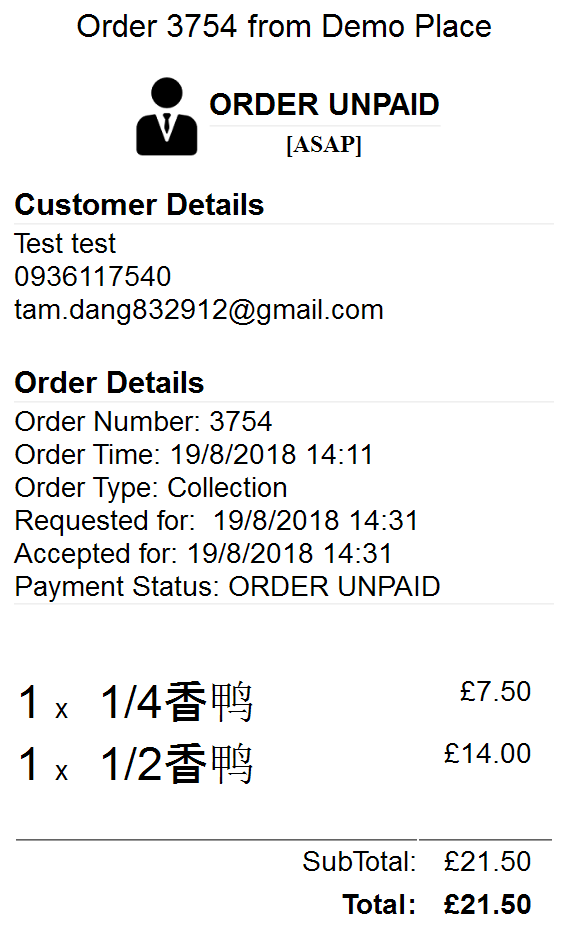 Order 3754 from Demo Place
ORDER UNPAID
[ASAP]
Customer Details
Test test
0936117540
tam.dang832912@gmail.com
Order Details
Order Number: 3754
Order Time: 19/8/2018 14:11
Order Type: Collection
Requested for:  19/8/2018 14:31
Accepted for: 19/8/2018 14:31
Payment Status: ORDER UNPAID
1 x 1/4香鸭 £7.50
1 x 1/2香鸭 £14.00
SubTotal: £21.50
Total: £21.50